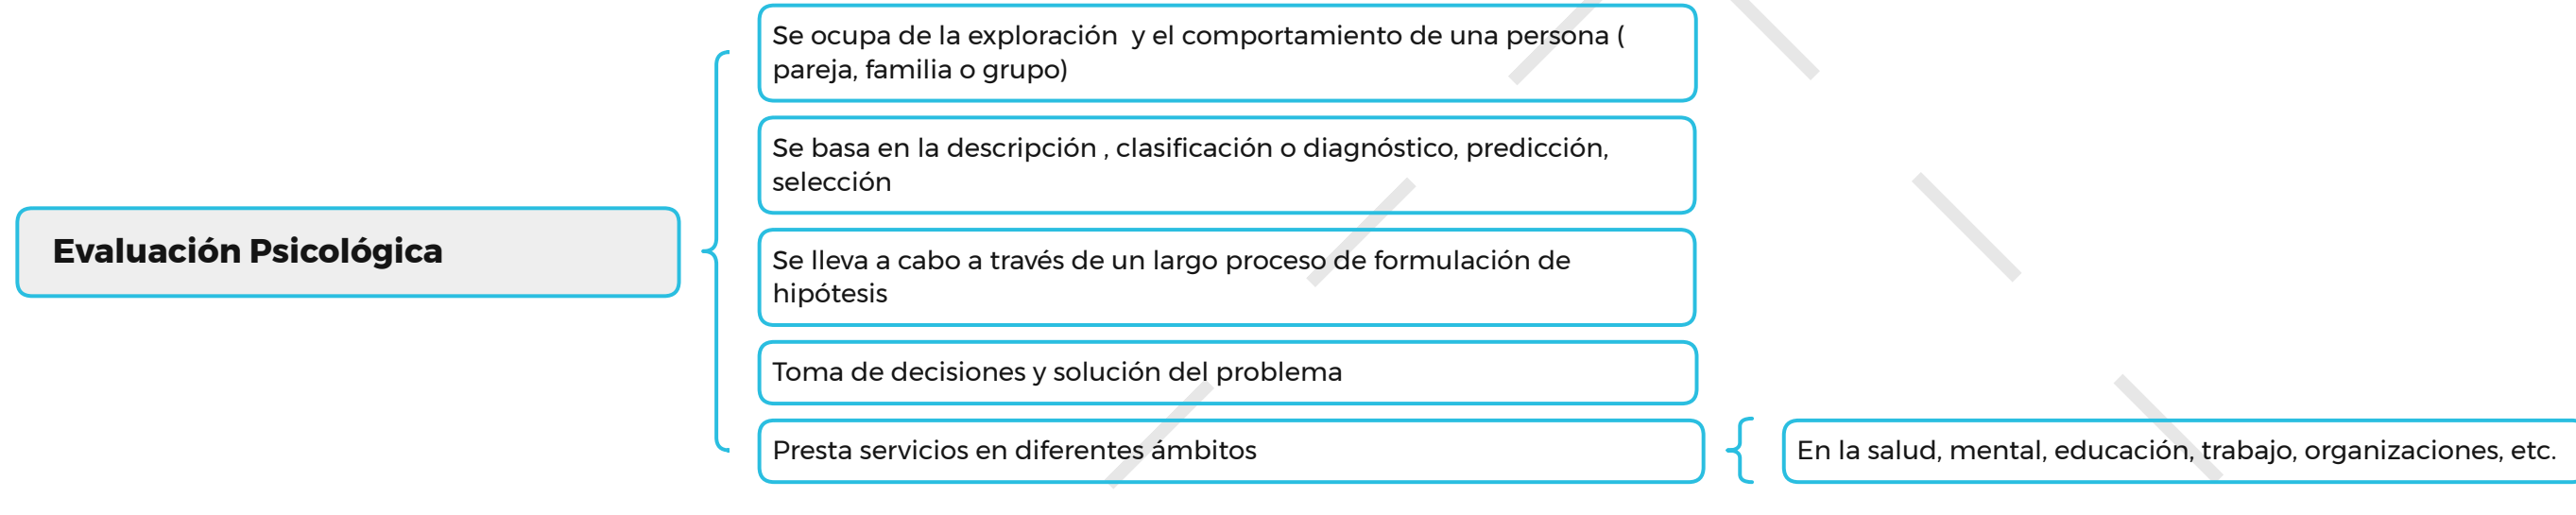 Se ocupa de la exploración  y el comportamiento de una persona (
pareja, familia o grupo)
Se basa en la descripción , clasificación o diagnóstico, predicción,
selección
Evaluación Psicológica
Se lleva a cabo a través de un largo proceso de formulación de
hipótesis
Toma de decisiones y solución del problema
Presta servicios en diferentes ámbitos
En la salud, mental, educación, trabajo, organizaciones, etc.